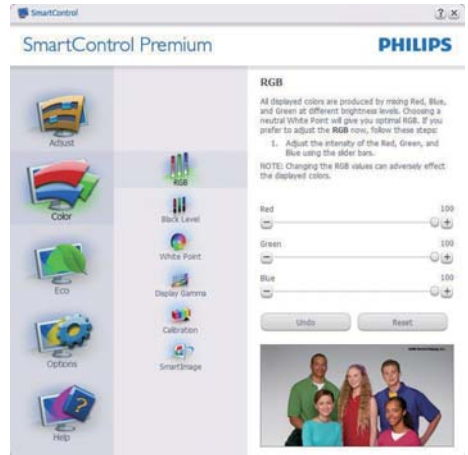 SmartControl
SmartControl Premium
PHILIPS
Adjust
Color
Eco
Options
Help
RGB
Black Level
White Point
Display Gamma
Calibration
SmartImage
RGB
All displayed colors are produced by mixing Red, Blue,
and Green at different brightness levels. Choosing a
neutral White Point will give you optimal RGB. If you
prefer to adjust the RGB now, follow these steps:
1. Adjust the intensity of the Red, Green, and
Blue using the slider bars.
NOTE: Changing the RGB values can adversely effect
the displayed colors.
Red 100
Green 100
Blue 100
Undo Reset